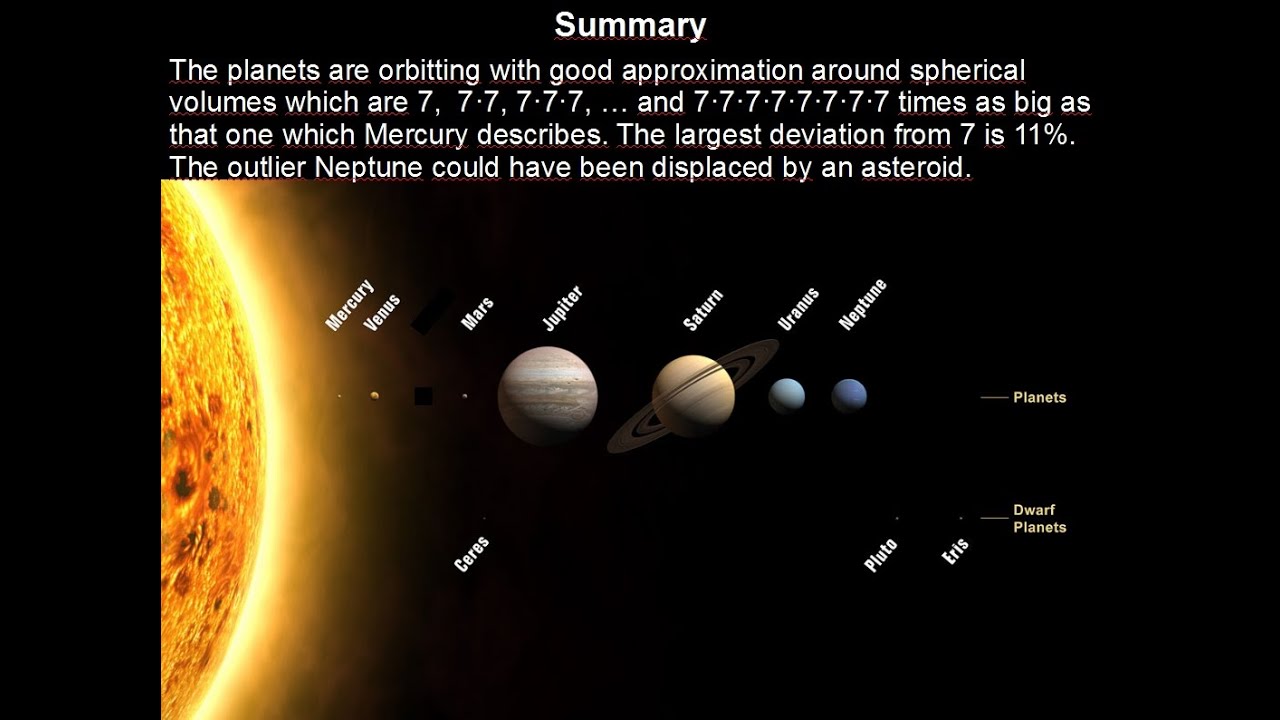 Summary
The planets are orbitting with good approximation around spherical
volumes which are 7, 7·7, 7·7·7, … and 7·7·7·7·7·7·7·7 times as big as
that one which Mercury describes. The largest deviation from 7 is 11%.
The outlier Neptune could have been displaced by an asteroid.
Mercury
Venus
Mars
Jupiter
Saturn
Uranus
Neptune
Planets
Ceres
Pluto
Eris
Dwarf
Planets